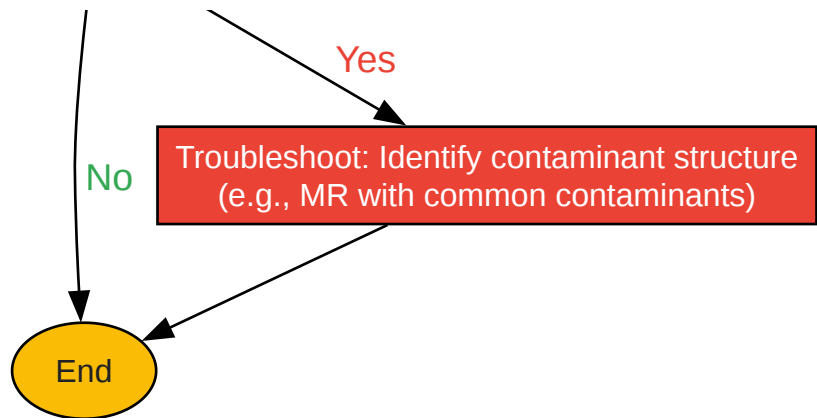 Yes
Troubleshoot: Identify contaminant structure
(e.g., MR with common contaminants)
No
End